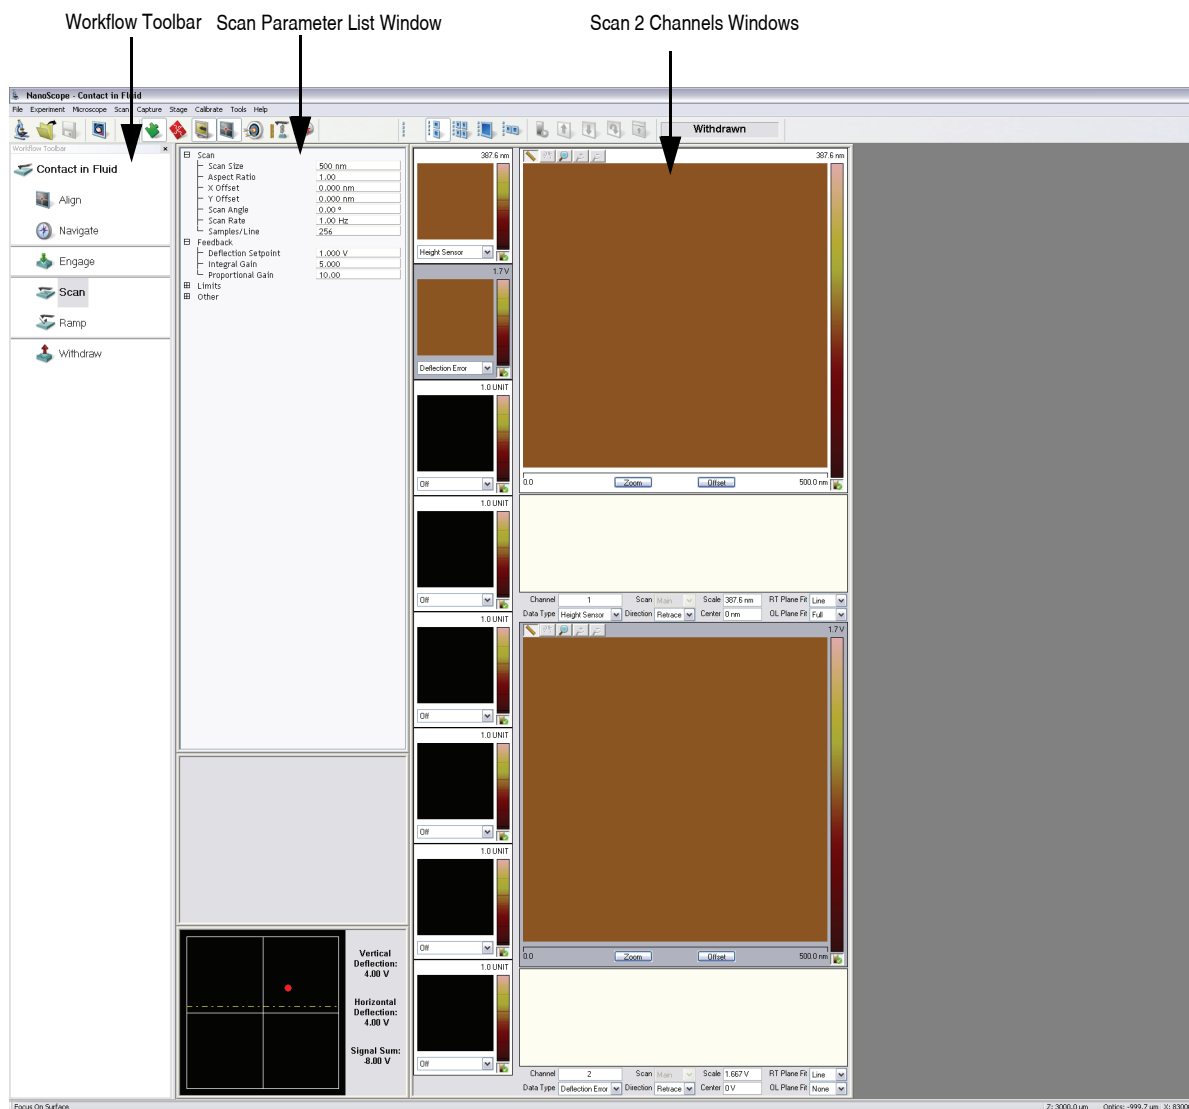 Workflow Toolbar
Scan Parameter List Window
Scan 2 Channels Windows
NanoScope - Contact in Fluid
File Experiment Microscope Scan Capture Stage Calibrate Tools Help
Withdrawn
Workflow Toolbar
Contact in Fluid
Align
Navigate
Engage
Scan
Ramp
Withdraw
Scan
Scan Size 500 nm
Aspect Ratio 1.00
X Offset 0.000 nm
Y Offset 0.000 nm
Scan Angle 0.00 °
Scan Rate 1.00 Hz
Samples/Line 256
Feedback
Deflection Setpoint 1.000 V
Integral Gain 5.000
Proportional Gain 10.00
Limits
Other
Vertical
Deflection:
4.00 V
Horizontal
Deflection:
4.00 V
Signal Sum:
-8.00 V
387.6 nm
Height Sensor
1.7 V
Deflection Error
1.0 UNIT
Off
1.0 UNIT
Off
1.0 UNIT
Off
1.0 UNIT
Off
1.0 UNIT
Off
1.0 UNIT
Off
387.6 nm
0.0 Zoom Offset 500.0 nm
Channel 1 Scan Main Scale 387.6 nm RT Plane Fit Line
Data Type Height Sensor Direction Retrace Center 0 nm OL Plane Fit Full
1.7 V
0.0 Zoom Offset 500.0 nm
Channel 2 Scan Main Scale 1.667 V RT Plane Fit Line
Data Type Deflection Error Direction Retrace Center 0 V OL Plane Fit None
Focus On Surface
Z: 3000.0 um Optics: -999.7 um X: 8300